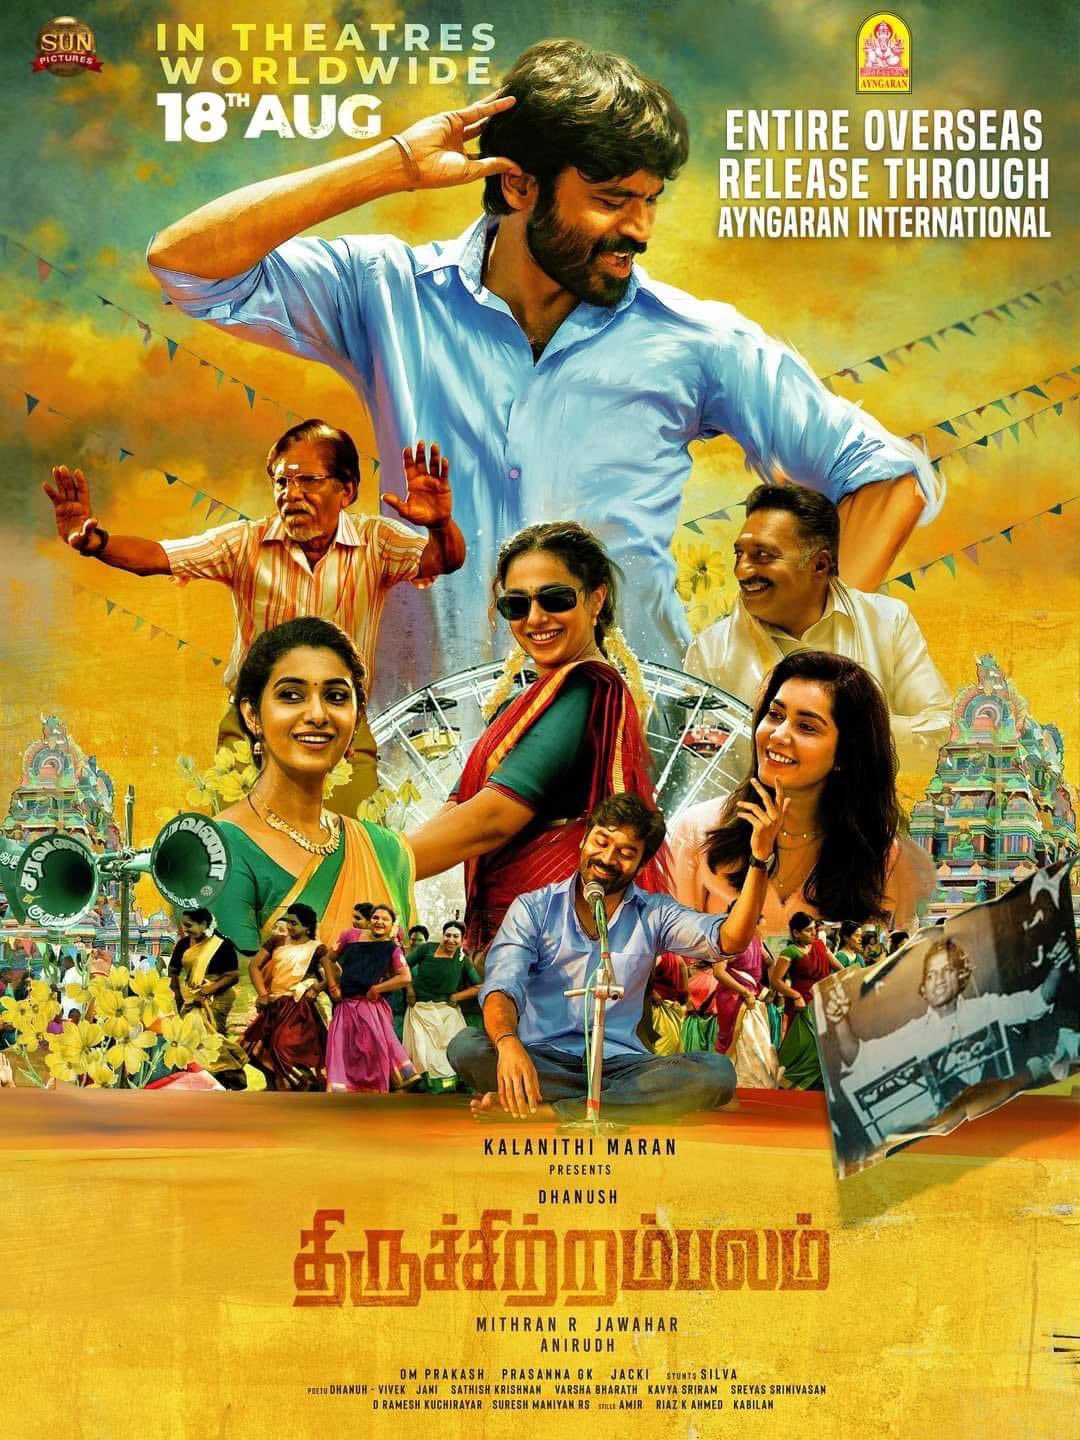 SUN
PICTURES
IN THEATRES
WORLDWIDE
18TH AUG
AYNGARAN
ENTIRE OVERSEAS
RELEASE THROUGH
AYNGARAN INTERNATIONAL
KALANITHI MARAN
PRESENTS
DHANUSH
திருச்சிற்றம்பலம்
MITHRAN R JAWAHAR
ANIRUDH
OM PRAKASH PRASANNA GK JACKI STUNTS SILVA
POETU DHANUH - VIVEK JANI SATHISH KRISHNAN VARSHA BHARATH KAVYA SRIRAM SREYAS SRINIVASAN
D RAMESH KUCHIRAYAR SURESH MANIYAN RS STILLS AMIR RIAZ K AHMED KABILAN